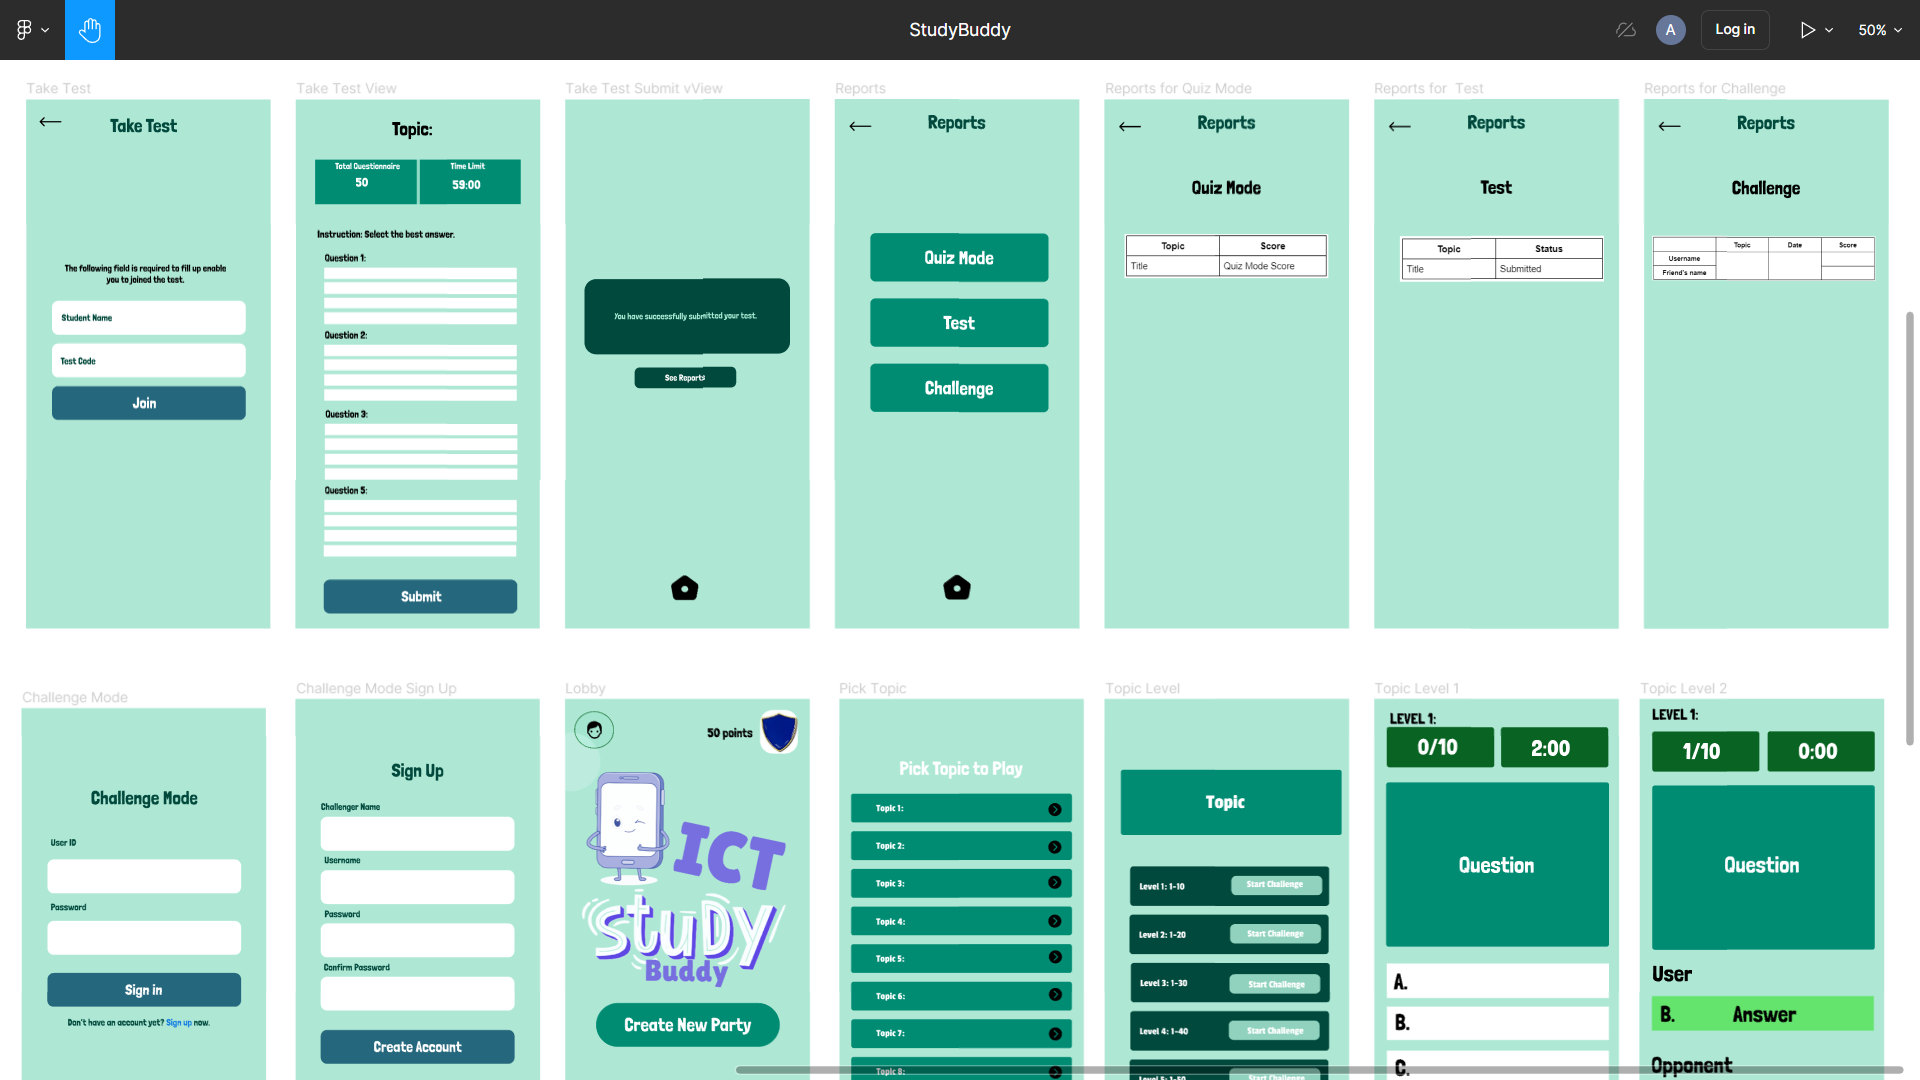 StudyBuddy
A
Log in
50%
Take Test
Take Test
The following field is required to fill up enable
you to joined the test.
Student Name
Test Code
Join
Take Test View
Topic:
Total Questionnaire
50
Time Limit
59:00
Instruction: Select the best answer.
Question 1:
Question 2:
Question 3:
Question 5:
Submit
Take Test Submit vView
You have successfully submitted your test.
See Reports
Reports
Reports
Quiz Mode
Test
Challenge
Reports for Quiz Mode
Reports
Quiz Mode
Topic Score
Title Quiz Mode Score
Reports for  Test
Reports
Test
Topic Status
Title Submitted
Reports for Challenge
Reports
Challenge
Topic Date Score
Username
Friend's name
Challenge Mode
Challenge Mode
User ID
Password
Sign in
Don't have an account yet? Sign up now.
Challenge Mode Sign Up
Sign Up
Challenger Name
Username
Password
Confirm Password
Create Account
Lobby
50 points
ICT
STUDY
Buddy
Create New Party
Pick Topic
Pick Topic to Play
Topic 1:
Topic 2:
Topic 3:
Topic 4:
Topic 5:
Topic 6:
Topic 7:
Topic 8:
Topic Level
Topic
Level 1: 1-10 Start Challenge
Level 2: 1-20 Start Challenge
Level 3: 1-30 Start Challenge
Level 4: 1-40 Start Challenge
Level 5: 1-50 Start Challenge
Topic Level 1
LEVEL 1:
0/10 2:00
Question
A.
B.
C.
Topic Level 2
LEVEL 1:
1/10 0:00
Question
User
B. Answer
Opponent